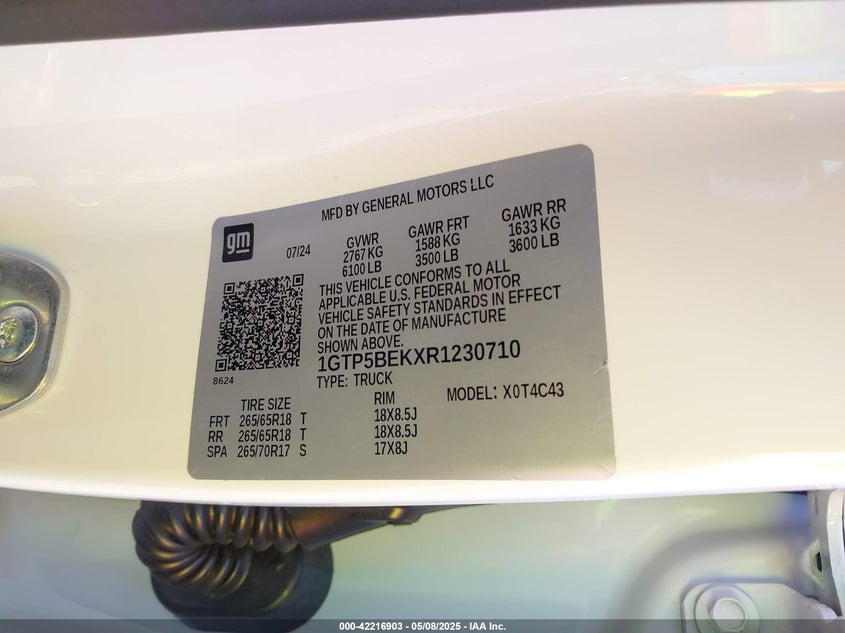 MFD BY GENERAL MOTORS LLC
gm
07/24
GVWR
2767 KG
6100 LB
GAWR FRT
1588 KG
3500 LB
GAWR RR
1633 KG
3600 LB
THIS VEHICLE CONFORMS TO ALL
APPLICABLE U.S. FEDERAL MOTOR
VEHICLE SAFETY STANDARDS IN EFFECT
ON THE DATE OF MANUFACTURE
SHOWN ABOVE.
1GTP5BEKXR1230710
TYPE: TRUCK
8624
MODEL: X0T4C43
TIRE SIZE RIM
FRT 265/65R18 T 18X8.5J
RR 265/65R18 T 18X8.5J
SPA 265/70R17 S 17X8J
000-42216903 - 05/08/2025 - IAA Inc.